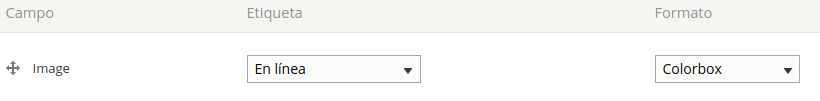 Campo Etiqueta Formato
Image En línea Colorbox